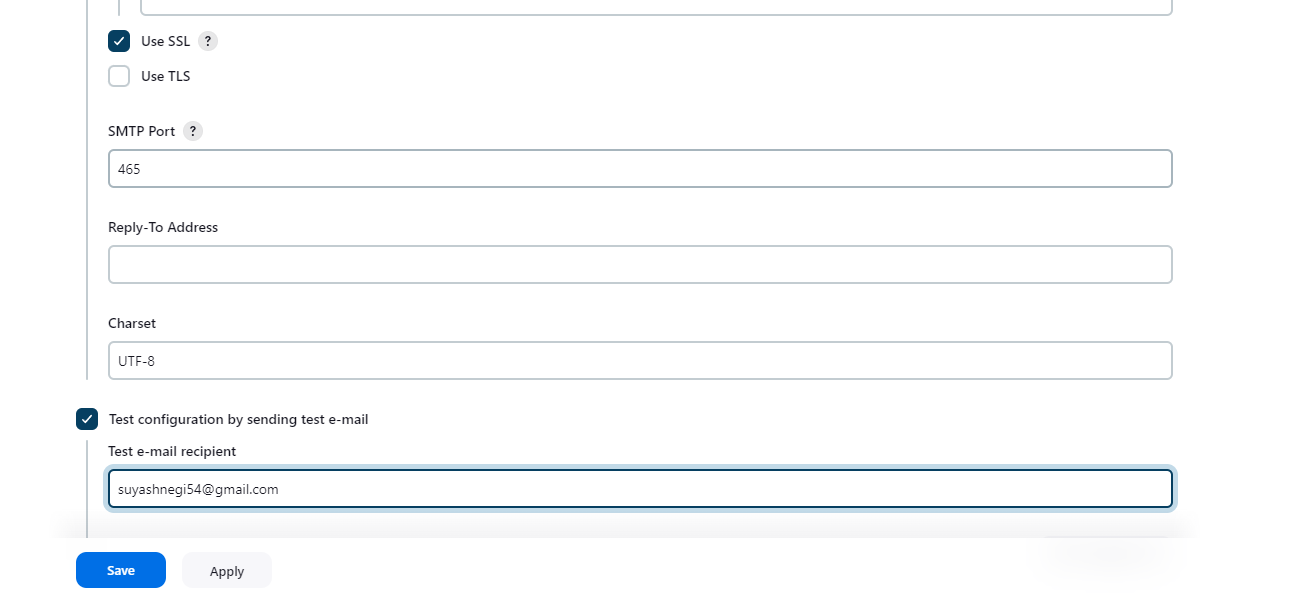 Use SSL ?
Use TLS
SMTP Port ?
465
Reply-To Address
Charset
UTF-8
Test configuration by sending test e-mail
Test e-mail recipient
suyashnegi54@gmail.com
Save Apply